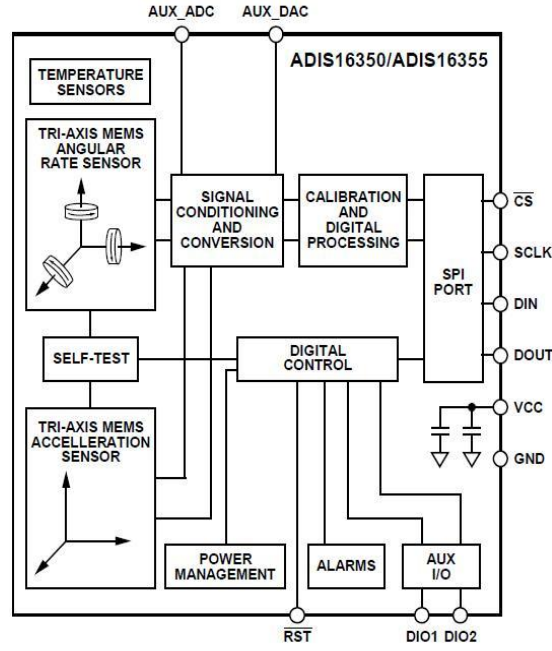 AUX_ADC
AUX_DAC
ADIS16350/ADIS16355
TEMPERATURE
SENSORS
TRI-AXIS MEMS
ANGULAR
RATE SENSOR
SIGNAL
CONDITIONING
AND
CONVERSION
CALIBRATION
AND
DIGITAL
PROCESSING
SPI
PORT
CS
SCLK
DIN
DOUT
SELF-TEST
DIGITAL
CONTROL
VCC
GND
TRI-AXIS MEMS
ACCELLERATION
SENSOR
POWER
MANAGEMENT
ALARMS
AUX
I/O
RST
DIO1
DIO2